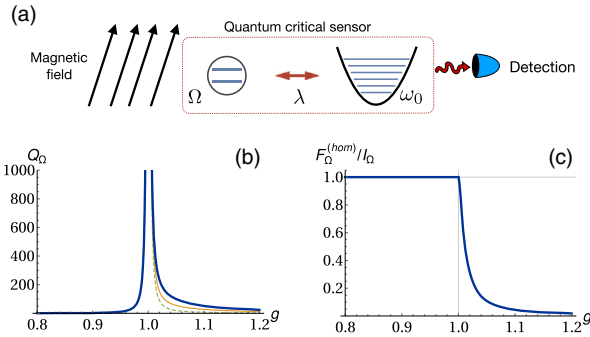 (a)
Quantum critical sensor
Magnetic
field
Ω
λ
ω₀
Detection
Q_Ω
(b)
1000
800
600
400
200
0.8 0.9 1.0 1.1 1.2 g
F_Ω^(hom)/I_Ω
(c)
1.0
0.8
0.6
0.4
0.2
0.8 0.9 1.0 1.1 1.2 g